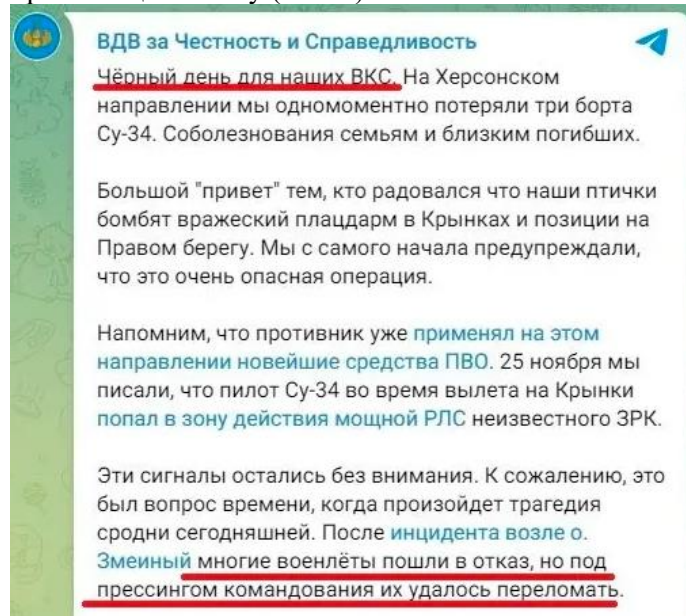 ВДВ за Честность и Справедливость
Чёрный день для наших ВКС. На Херсонском
направлении мы одномоментно потеряли три борта
Су-34. Соболезнования семьям и близким погибших.
Большой "привет" тем, кто радовался что наши птички
бомбят вражеский плацдарм в Крынках и позиции на
Правом берегу. Мы с самого начала предупреждали,
что это очень опасная операция.
Напомним, что противник уже применял на этом
направлении новейшие средства ПВО. 25 ноября мы
писали, что пилот Су-34 во время вылета на Крынки
попал в зону действия мощной РЛС неизвестного ЗРК.
Эти сигналы остались без внимания. К сожалению, это
был вопрос времени, когда произойдет трагедия
сродни сегодняшней. После инцидента возле о.
Змеиный многие военлёты пошли в отказ, но под
прессингом командования их удалось переломать.